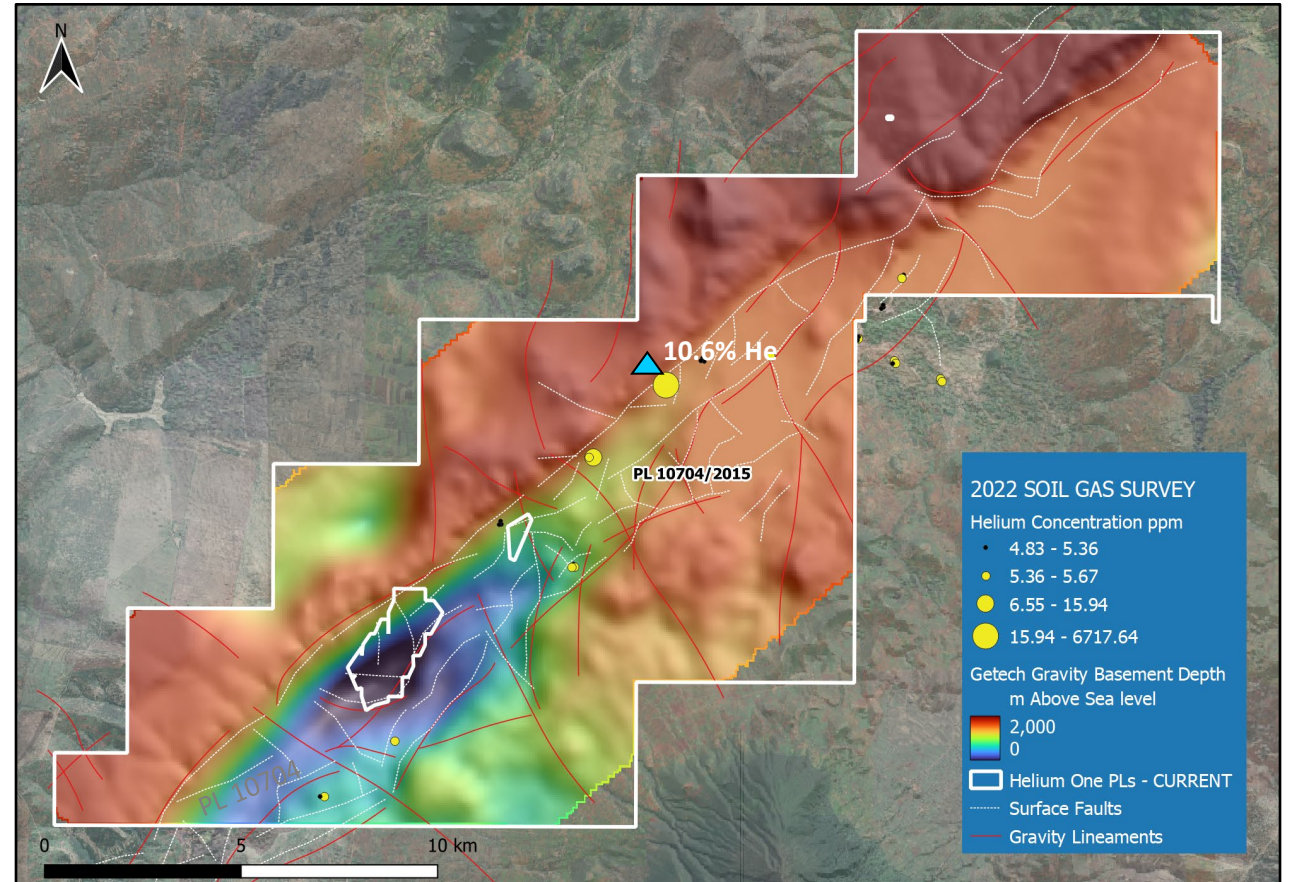 N
10.6% He
PL 10704/2015
PL 10704
0 5 10 km
2022 SOIL GAS SURVEY
Helium Concentration ppm
4.83 - 5.36
5.36 - 5.67
6.55 - 15.94
15.94 - 6717.64
Getech Gravity Basement Depth
m Above Sea level
2,000
0
Helium One PLs - CURRENT
Surface Faults
Gravity Lineaments